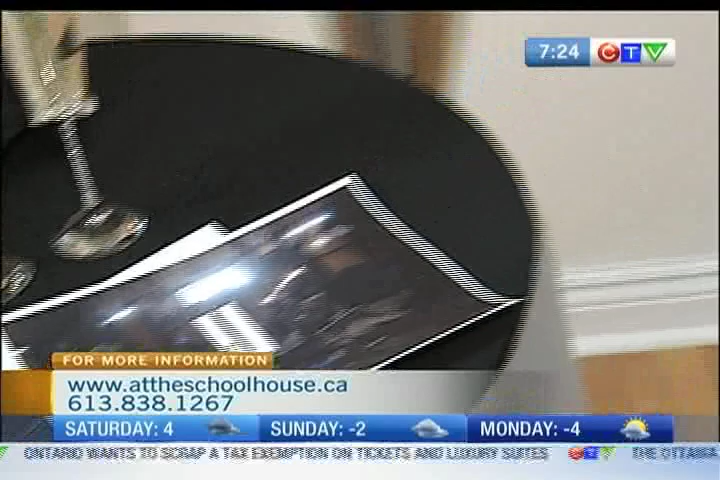 7:24 CTV
FOR MORE INFORMATION
www.attheschoolhouse.ca
613.838.1267
SATURDAY: 4 SUNDAY: -2 MONDAY: -4
ONTARIO WANTS TO SCRAP A TAX EXEMPTION ON TICKETS AND LUXURY SUITES CTV THE OTTAWA